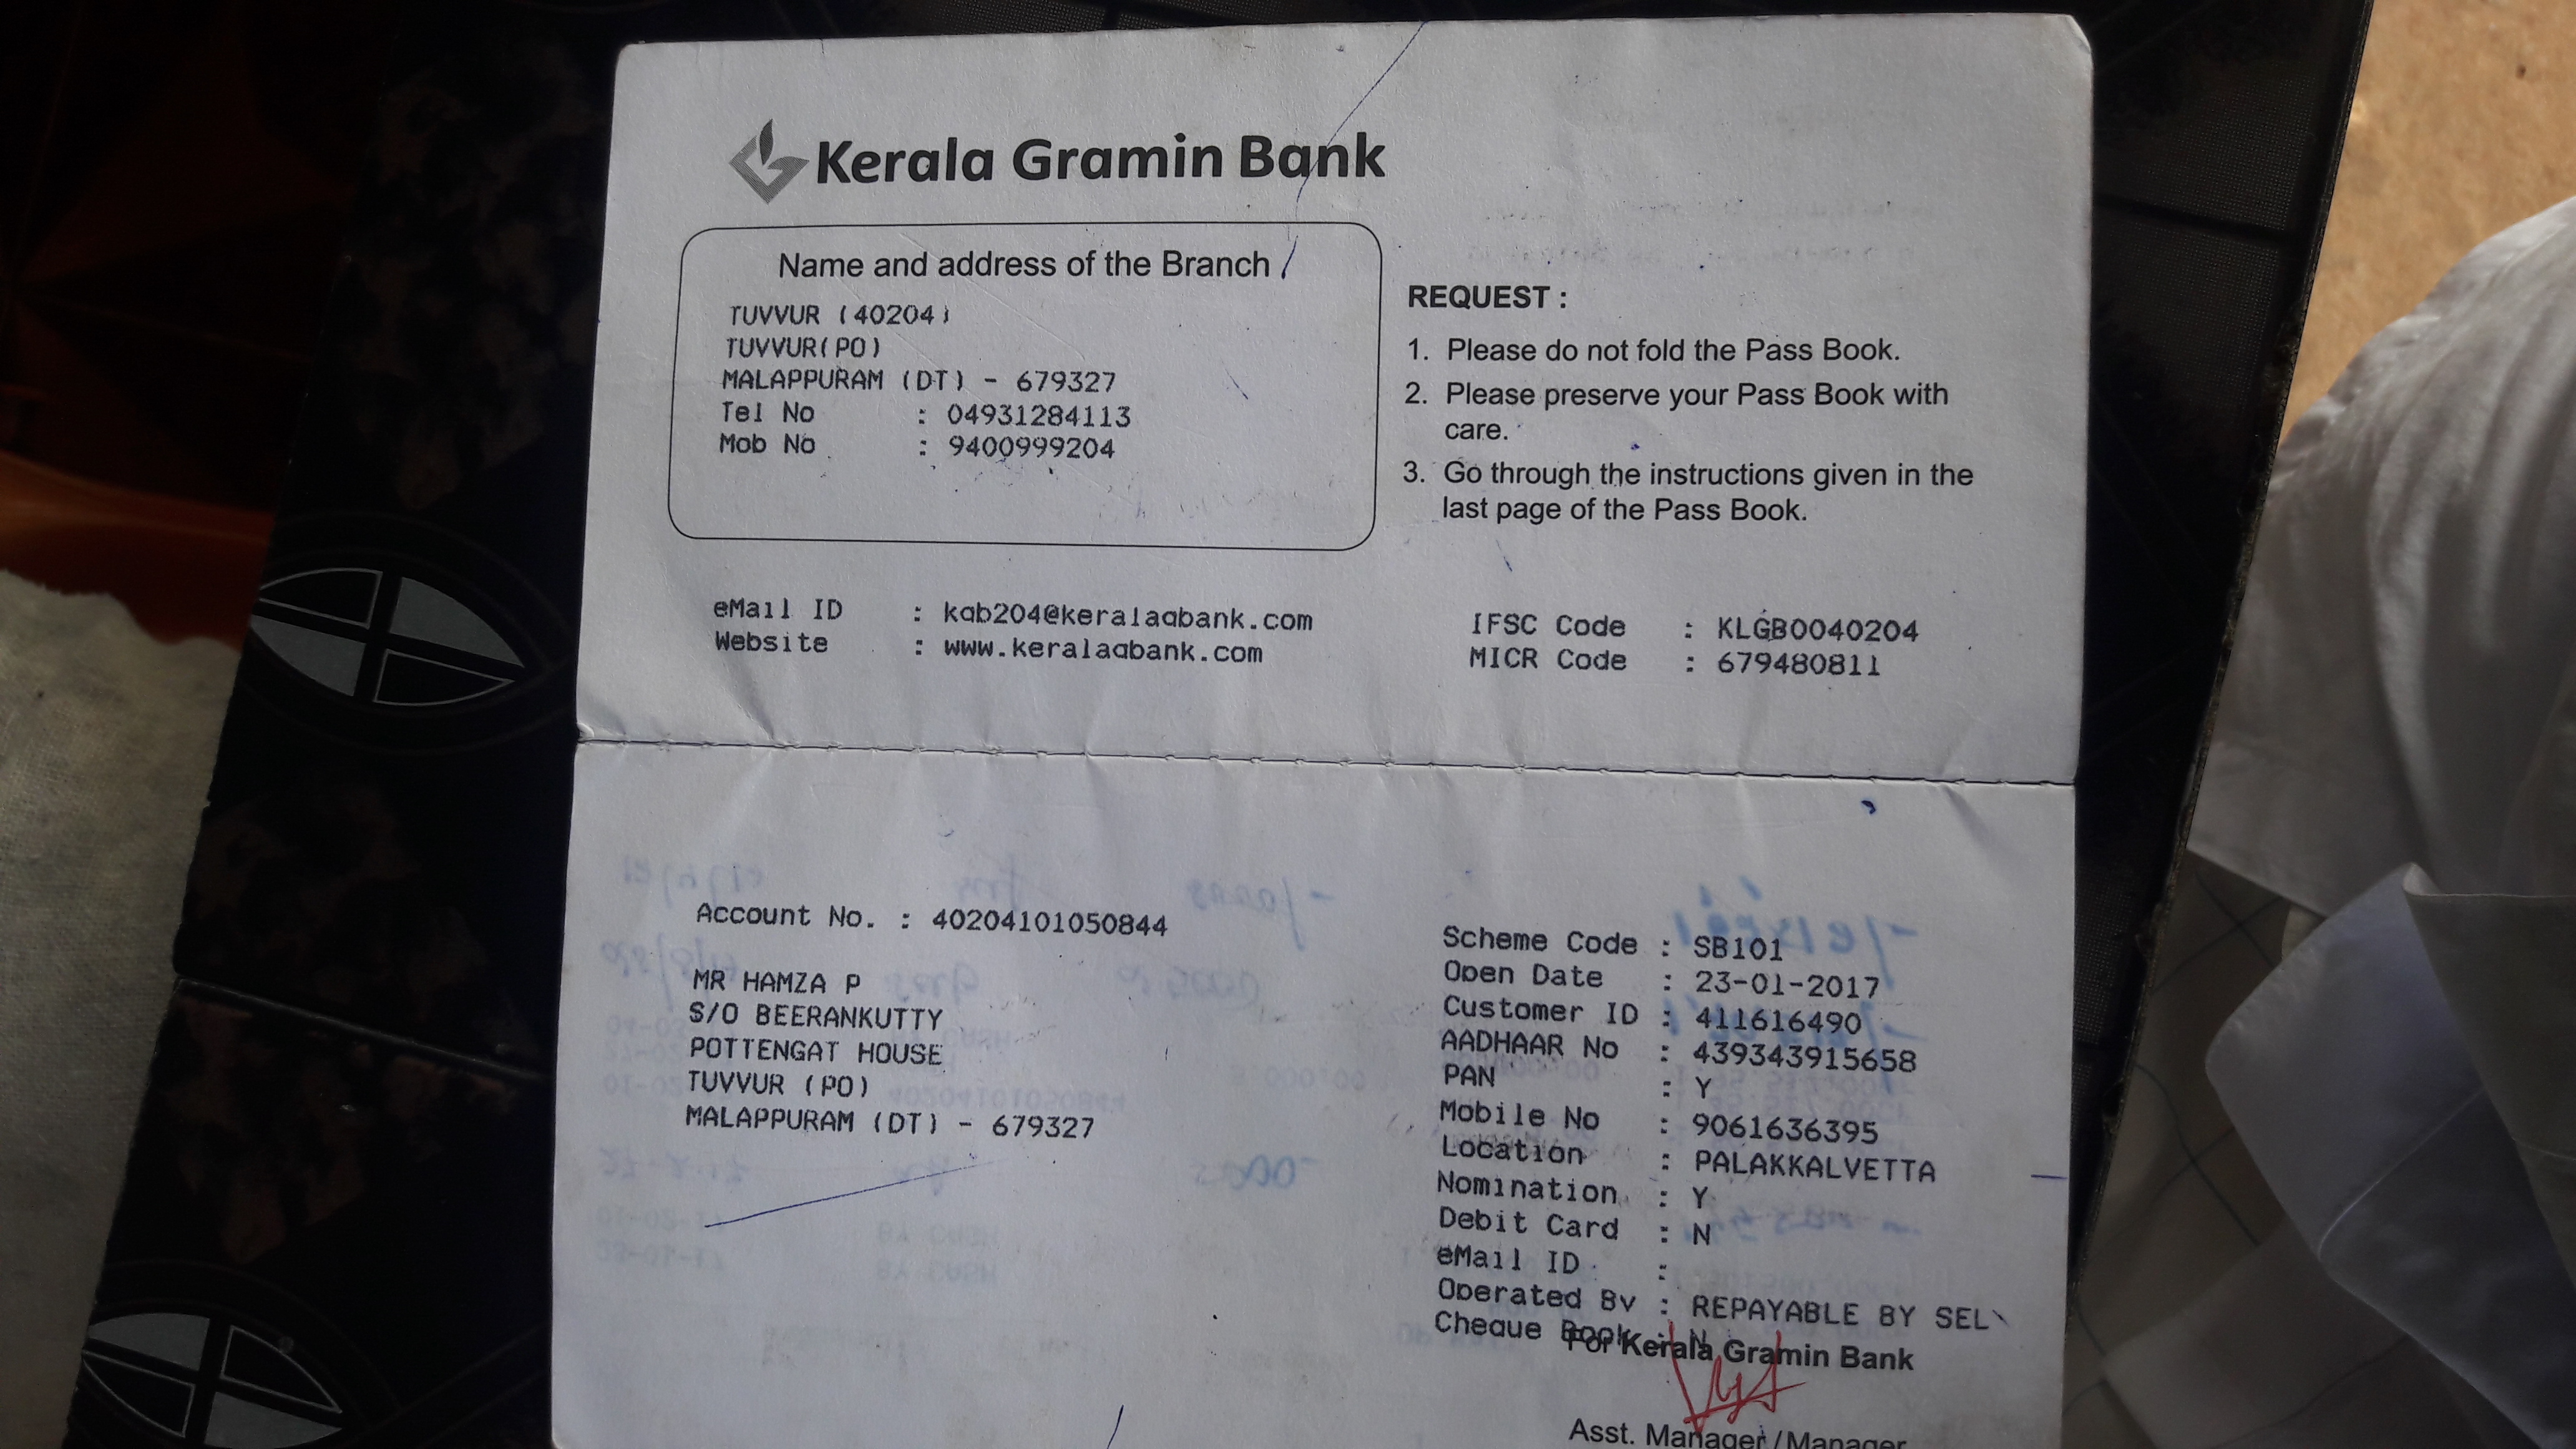 Kerala Gramin Bank
Name and address of the Branch
TUVVUR (40204)
TUVVUR(PO)
MALAPPURAM (DT) - 679327
Tel No : 04931284113
Mob No : 9400999204
REQUEST :
1. Please do not fold the Pass Book.
2. Please preserve your Pass Book with
care.
3. Go through the instructions given in the
last page of the Pass Book.
eMail ID : kgb204@keralagbank.com
Website : www.keralagbank.com
IFSC Code : KLGB0040204
MICR Code : 679480811
Account No. : 40204101050844
MR HAMZA P
S/O BEERANKUTTY
POTTENGAT HOUSE
TUVVUR (PO)
MALAPPURAM (DT) - 679327
Scheme Code : SB101
Open Date : 23-01-2017
Customer ID : 411616490
AADHAAR No : 439343915658
PAN : Y
Mobile No : 9061636395
Location : PALAKKALVETTA
Nomination : Y
Debit Card : N
eMail ID :
Operated By : REPAYABLE BY SEL
Cheque Book : N
For Kerala Gramin Bank
Asst. Manager/Manager